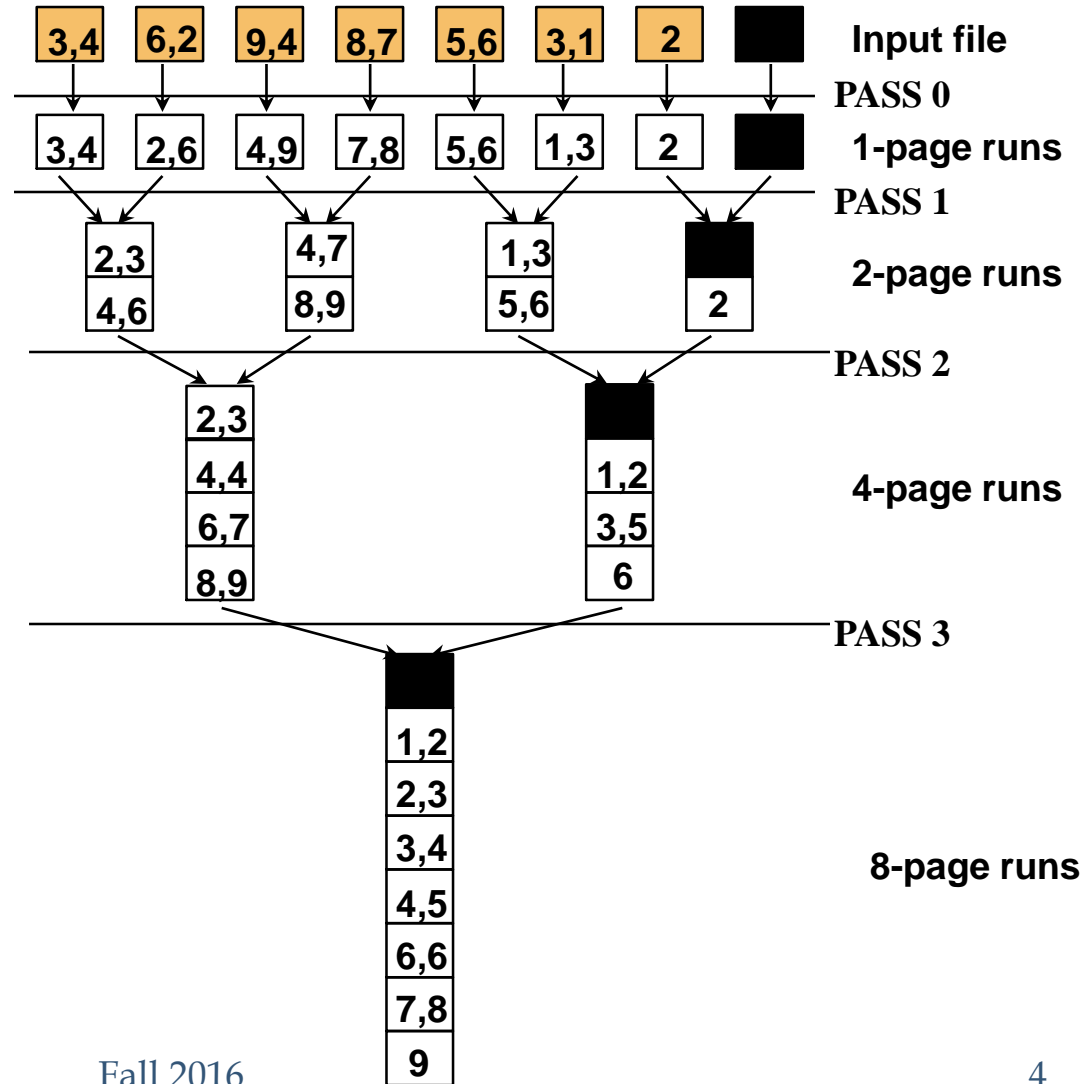 3,4 6,2 9,4 8,7 5,6 3,1 2 Input file
PASS 0
3,4 2,6 4,9 7,8 5,6 1,3 2 1-page runs
PASS 1
2,3 4,7 1,3
2-page runs
4,6 8,9 5,6 2
PASS 2
2,3
4,4 1,2
4-page runs
6,7 3,5
8,9 6
PASS 3
1,2
2,3
3,4
8-page runs
4,5
6,6
7,8
9
Fall 2016 4